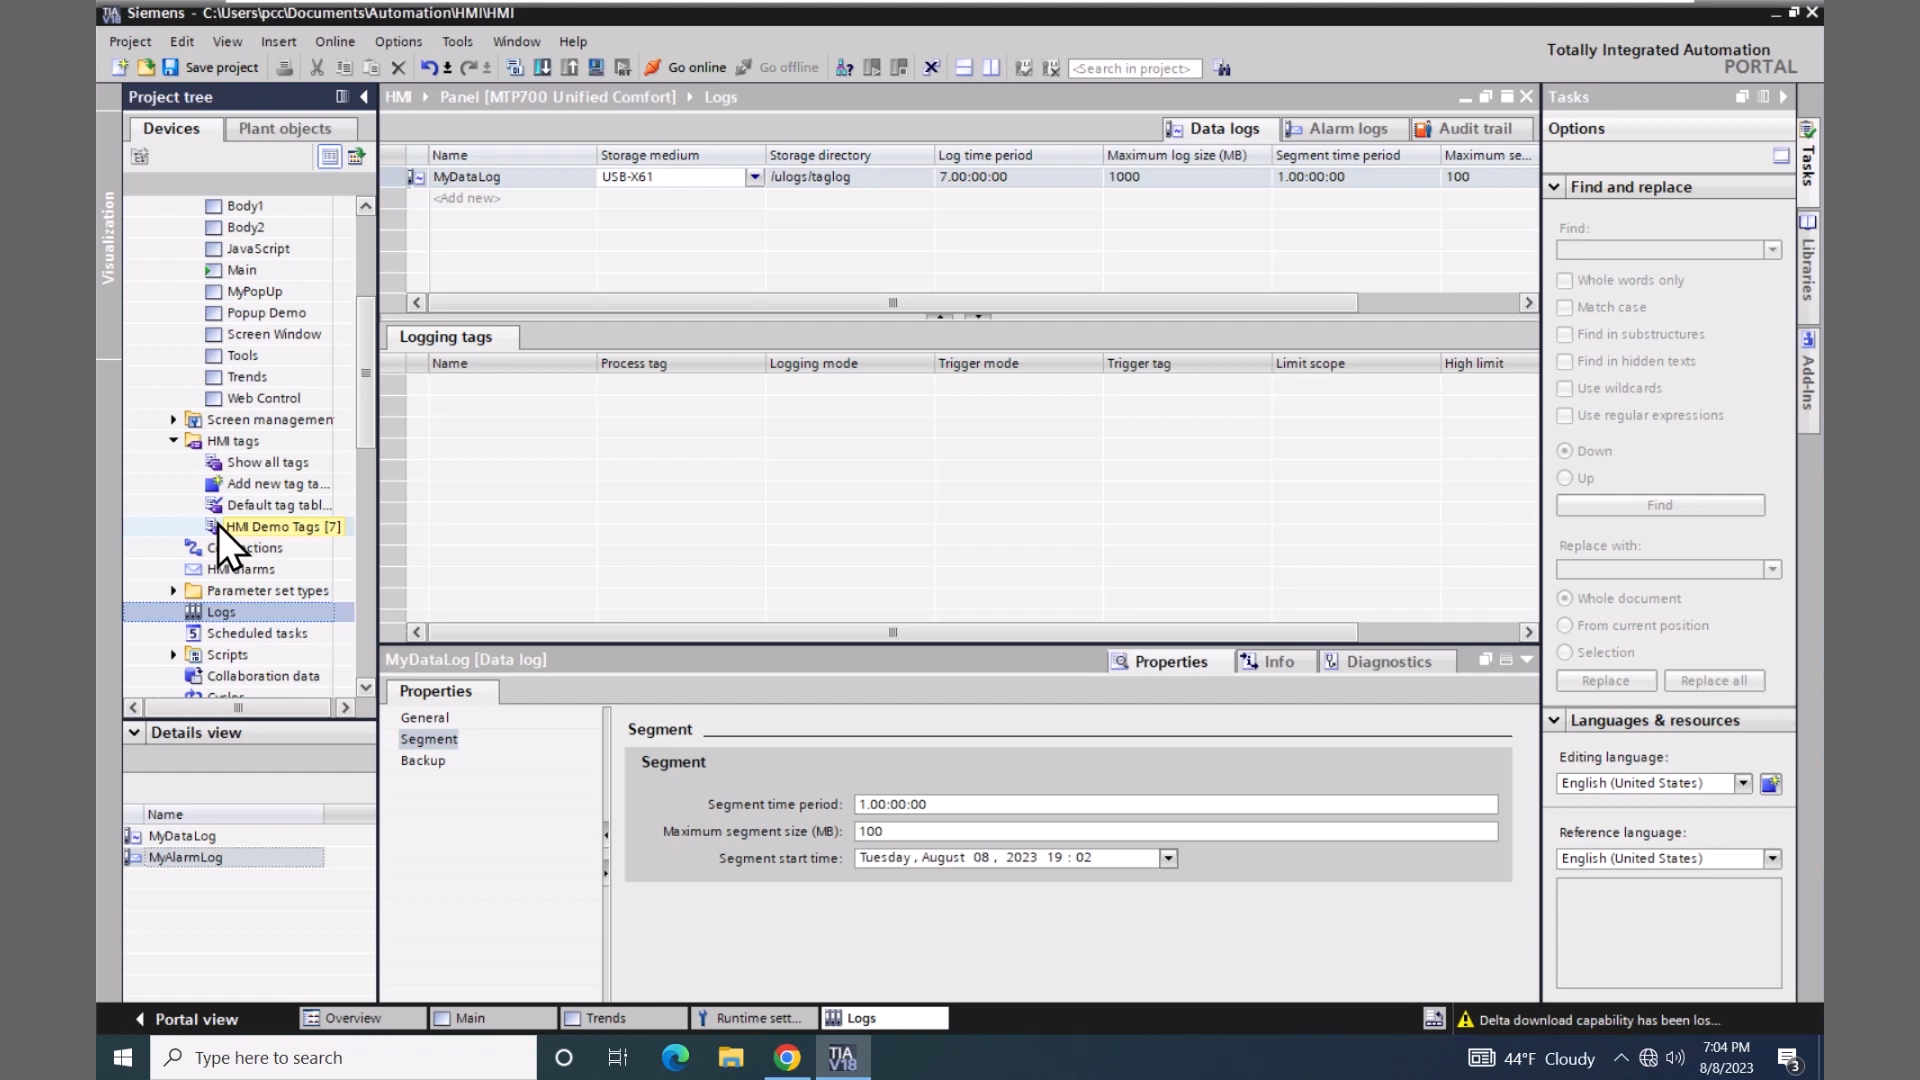 Siemens - C:\Users\pcc\Documents\Automation\HMI\HMI
Project Edit View Insert Online Options Tools Window Help
Save project
Go online
Go offline
<Search in project>
Totally Integrated Automation
PORTAL
Project tree
HMI
Panel [MTP700 Unified Comfort]
Logs
Tasks
Devices
Plant objects
Data logs
Alarm logs
Audit trail
Options
Visualization
Name Storage medium Storage directory Log time period Maximum log size (MB) Segment time period Maximum se...
MyDataLog USB-X61 /ulogs/taglog 7.00:00:00 1000 1.00:00:00 100
<Add new>
Body1
Body2
JavaScript
Main
MyPopUp
Popup Demo
Screen Window
Tools
Trends
Web Control
Screen management
HMI tags
Show all tags
Add new tag ta...
Default tag tabl...
HMI Demo Tags [7]
HMI alarms
Parameter set types
Logs
Scheduled tasks
Scripts
Collaboration data
Cycles
Logging tags
Name Process tag Logging mode Trigger mode Trigger tag Limit scope High limit
Find and replace
Find:
Whole words only
Match case
Find in substructures
Find in hidden texts
Use wildcards
Use regular expressions
Down
Up
Find
Replace with:
Whole document
From current position
Selection
Replace
Replace all
Tasks
Libraries
Add-Ins
Details view
Name
MyDataLog
MyAlarmLog
MyDataLog [Data log]
Properties
Info
Diagnostics
Properties
General
Segment
Backup
Segment
Segment
Segment time period: 1.00:00:00
Maximum segment size (MB): 100
Segment start time: Tuesday, August 08, 2023 19 : 02
Languages & resources
Editing language:
English (United States)
Reference language:
English (United States)
Portal view
Overview
Main
Trends
Runtime sett...
Logs
Delta download capability has been los...
Type here to search
TIA
V18
44°F Cloudy
7:04 PM
8/8/2023
3